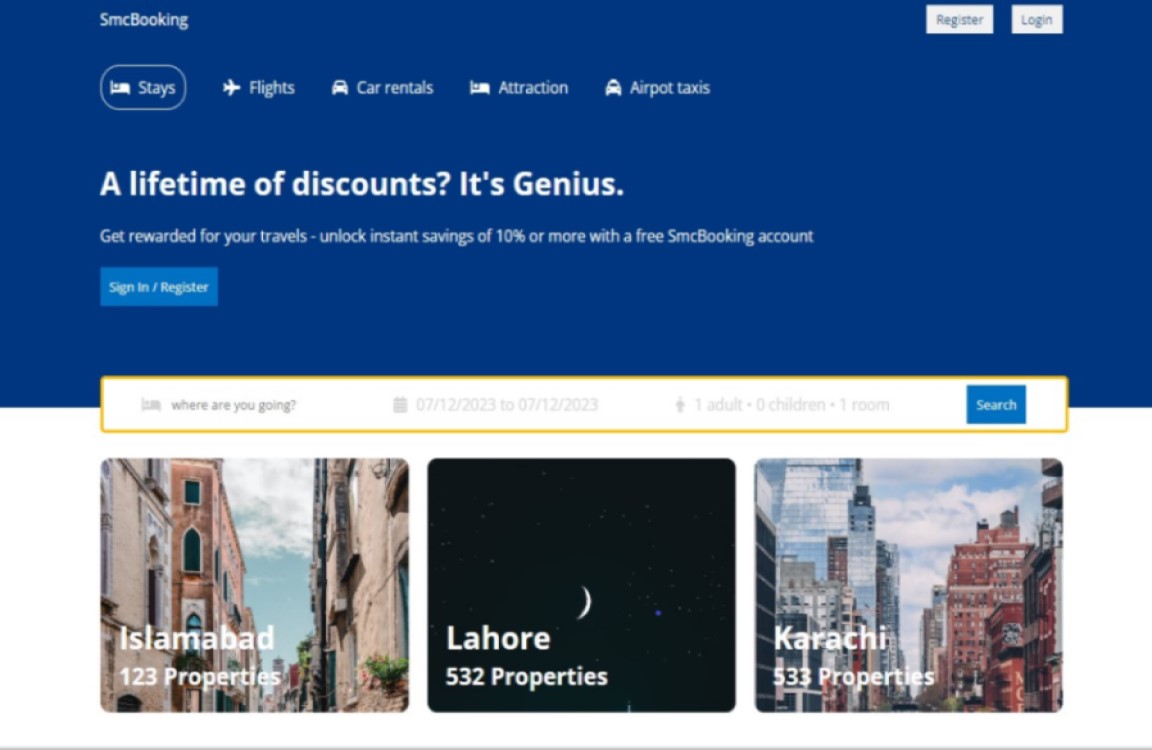 SmcBooking
Register
Login
Stays
Flights
Car rentals
Attraction
Airpot taxis
A lifetime of discounts? It's Genius.
Get rewarded for your travels - unlock instant savings of 10% or more with a free SmcBooking account
Sign In / Register
where are you going?
07/12/2023 to 07/12/2023
1 adult • 0 children • 1 room
Search
Islamabad
123 Properties
Lahore
532 Properties
Karachi
533 Properties